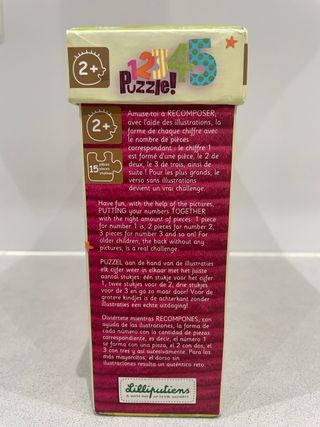 2+
12345
Puzzle!
2+
15 pièces
pieces
stukjes
Amuse-toi à RECOMPOSER,
avec l'aide des illustrations, la
forme de chaque chiffre avec
le nombre de pièces
correspondant : le chiffre 1
est formé d'une pièce, le 2 de
deux, le 3 de trois, ainsi de
suite ! Pour les plus grands, le
verso sans illustrations
devient un vrai challenge.
Have fun, with the help of the pictures,
PUTTING your numbers TOGETHER
with the right amount of pieces: 1 piece
for number 1 is, 2 pieces for number 2,
3 pieces for number 3 and so on! For
older children, the back without any
pictures, is a real challenge.
PUZZEL aan de hand van de illustraties
elk cijfer weer in elkaar met het juiste
aantal stukjes: één stukje voor het cijfer
1, twee stukjes voor de 2, drie stukjes
voor de 3 en ga zo maar door! Voor de
grotere kindjes is de achterkant zonder
illustraties een echte uitdaging!
Diviértete mientras RECOMPONES, con
ayuda de las ilustraciones, la forma de
cada número con la cantidad de piezas
correspondiente, es decir, el número 1
se forma con una pieza, el 2 con dos, el
3 con tres y así sucesivamente. Para los
más mayorcitos, el dorso sin
ilustraciones resulta un auténtico reto.
Lilliputiens